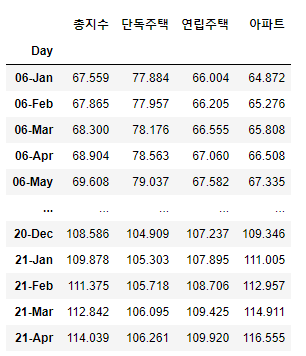 총지수 단독주택 연립주택 아파트
Day
06-Jan 67.559 77.884 66.004 64.872
06-Feb 67.865 77.957 66.205 65.276
06-Mar 68.300 78.176 66.555 65.808
06-Apr 68.904 78.563 67.060 66.508
06-May 69.608 79.037 67.582 67.335
... ... ... ... ...
20-Dec 108.586 104.909 107.237 109.346
21-Jan 109.878 105.303 107.895 111.005
21-Feb 111.375 105.718 108.706 112.957
21-Mar 112.842 106.095 109.425 114.911
21-Apr 114.039 106.261 109.920 116.555